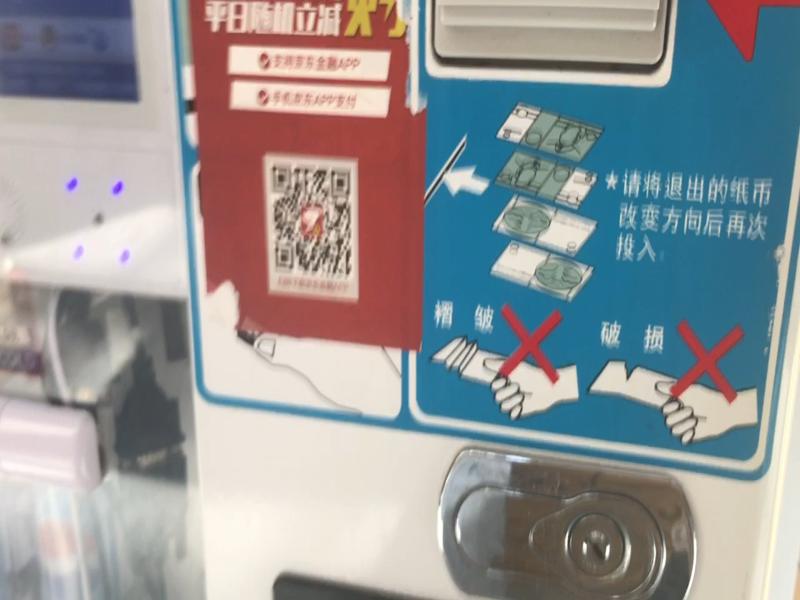 平日随机立减
京东金融APP
手机京东APP支付
*请将退出的纸币
改变方向后再次
投入
褶 皱
破 损